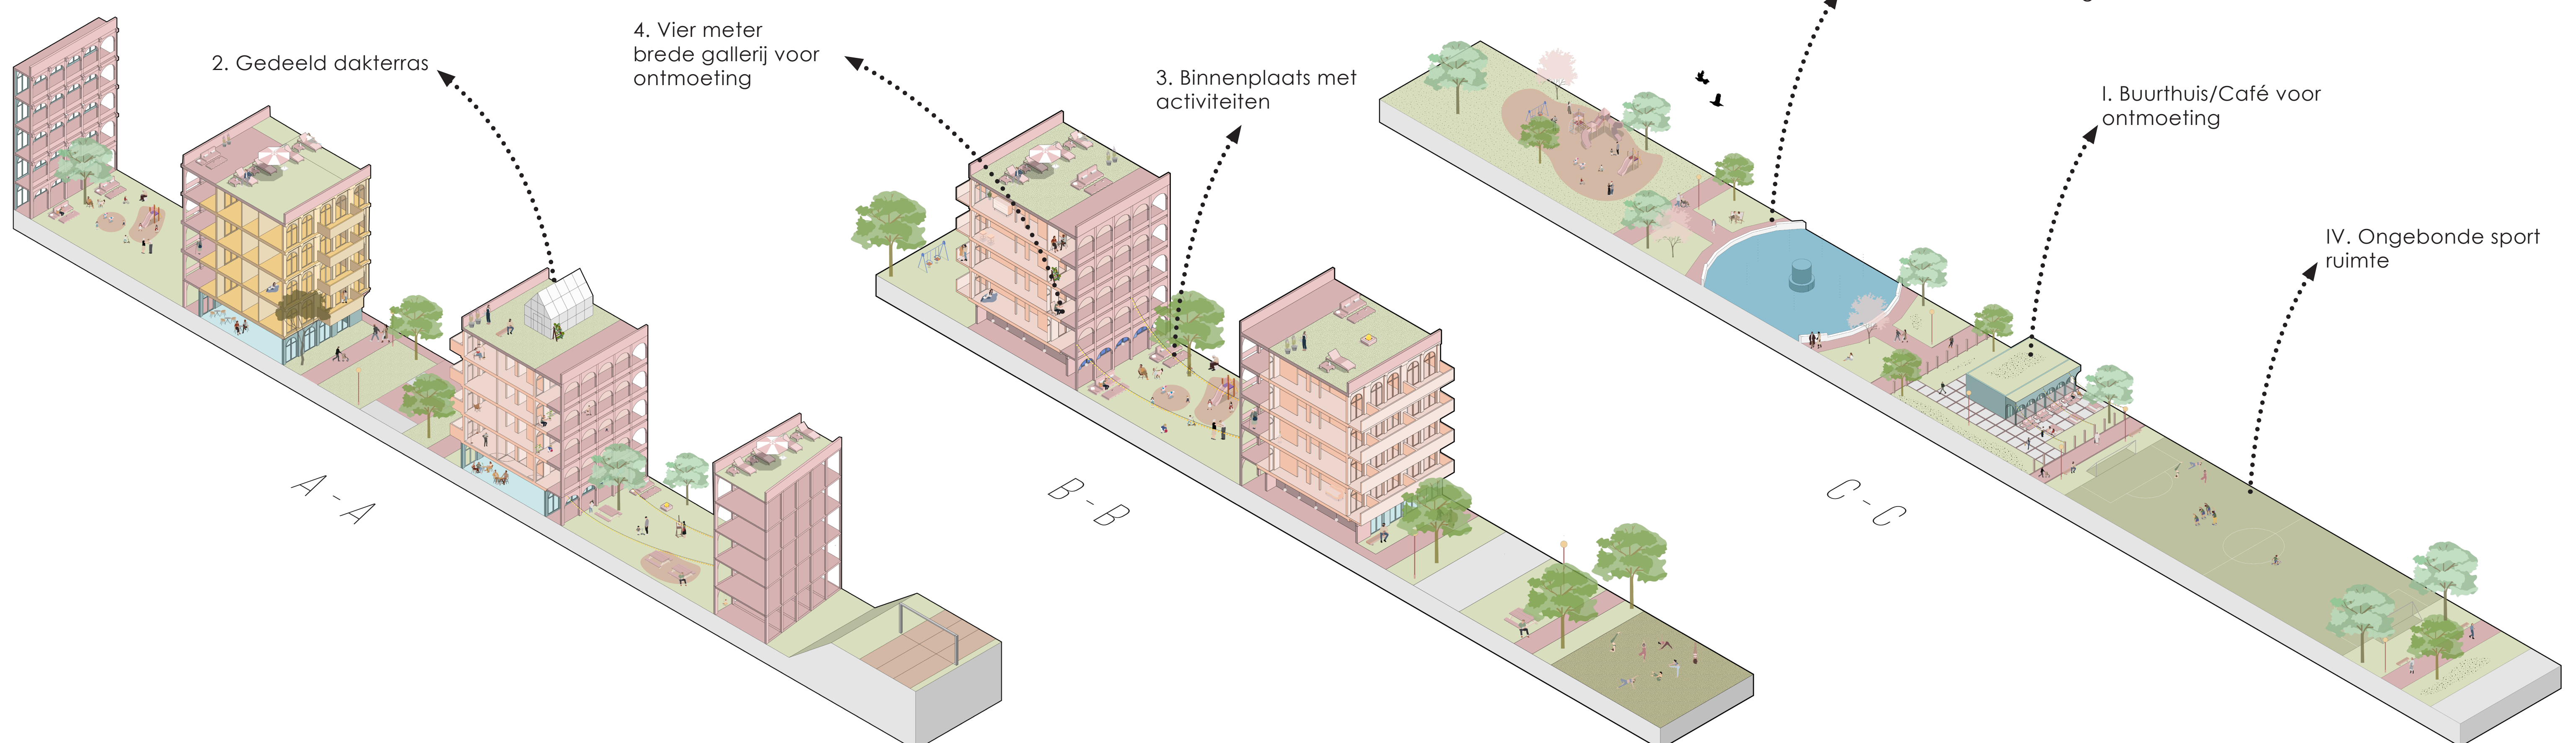 2. Gedeeld dakterras
4. Vier meter
brede gallerij voor
ontmoeting
3. Binnenplaats met
activiteiten
I. Buurthuis/Café voor
ontmoeting
IV. Ongebonde sport
ruimte
A - A
B - B
C - C